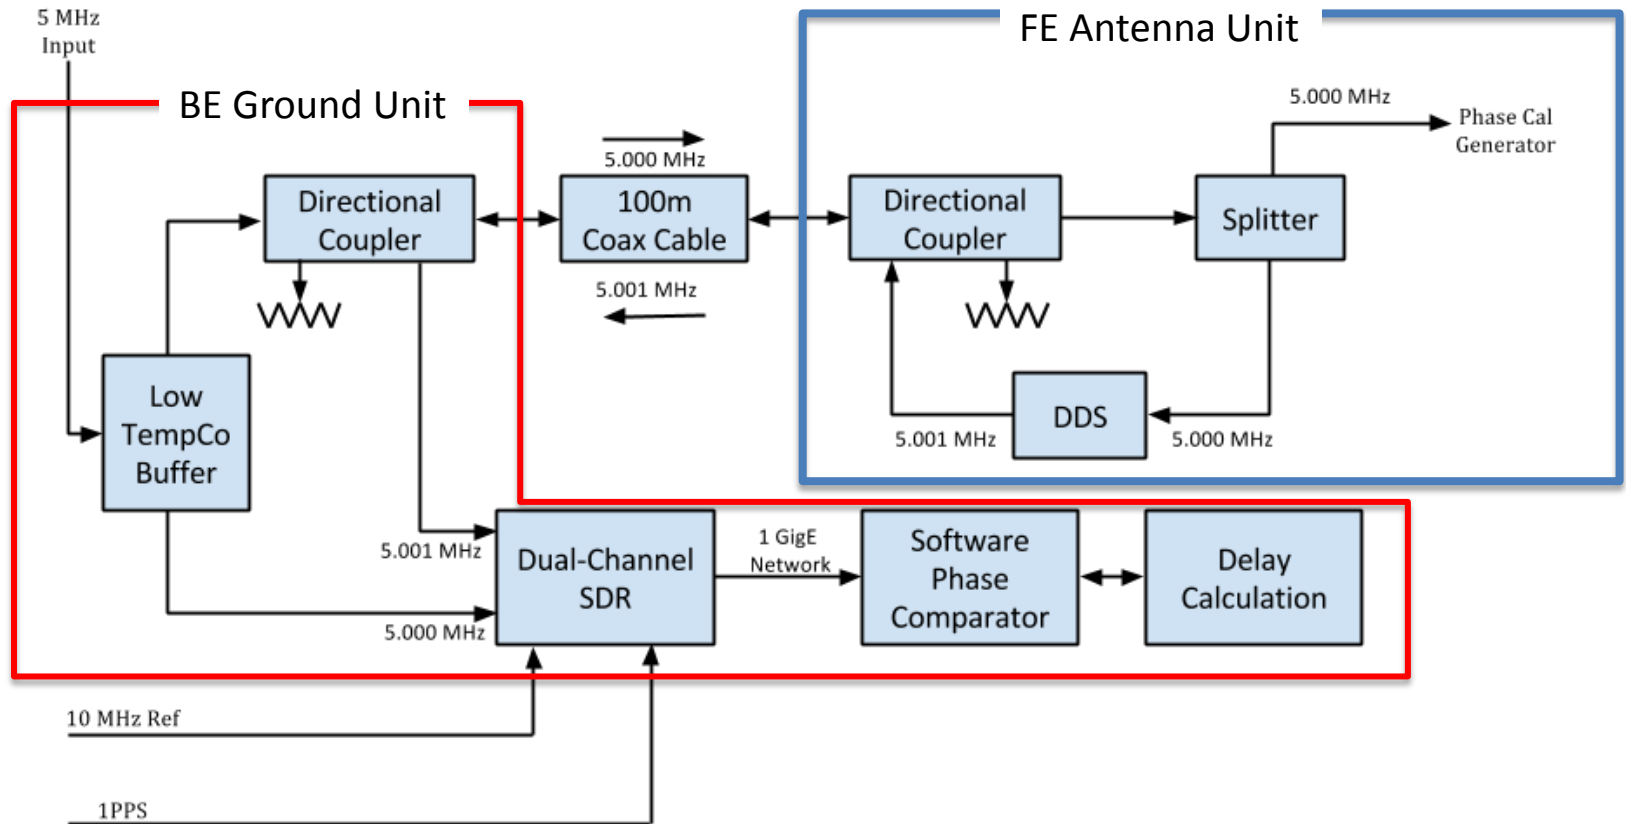 5 MHz
Input
FE Antenna Unit
BE Ground Unit
5.000 MHz
Phase Cal
Generator
5.000 MHz
Directional
Coupler
100m
Coax Cable
Directional
Coupler
Splitter
5.001 MHz
Low
TempCo
Buffer
DDS
5.001 MHz
5.000 MHz
5.001 MHz
Dual-Channel
SDR
1 GigE
Network
Software
Phase
Comparator
Delay
Calculation
5.000 MHz
10 MHz Ref
1PPS